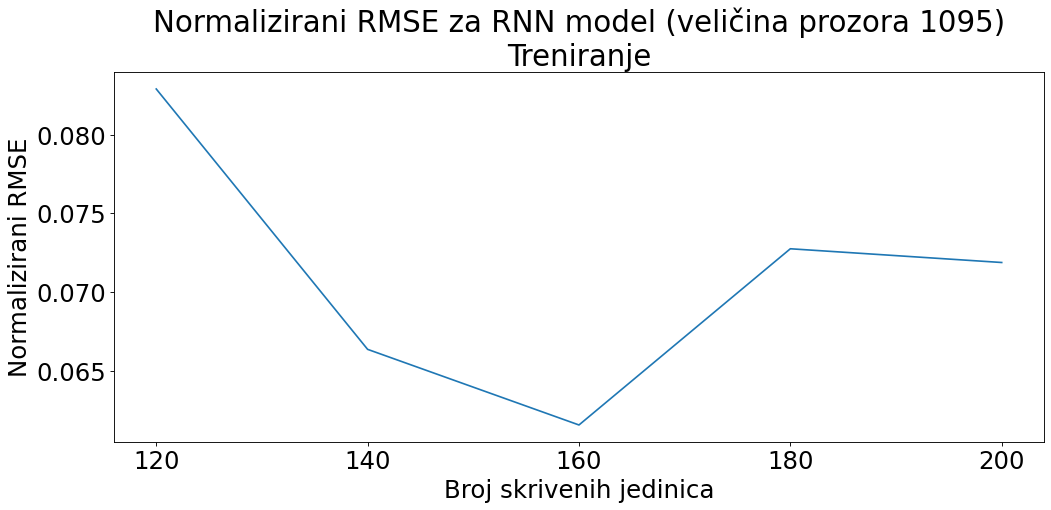 Normalizirani RMSE za RNN model (veličina prozora 1095)
Treniranje
0.080
0.075
0.070
0.065
Normalizirani RMSE
120 140 160 180 200
Broj skrivenih jedinica